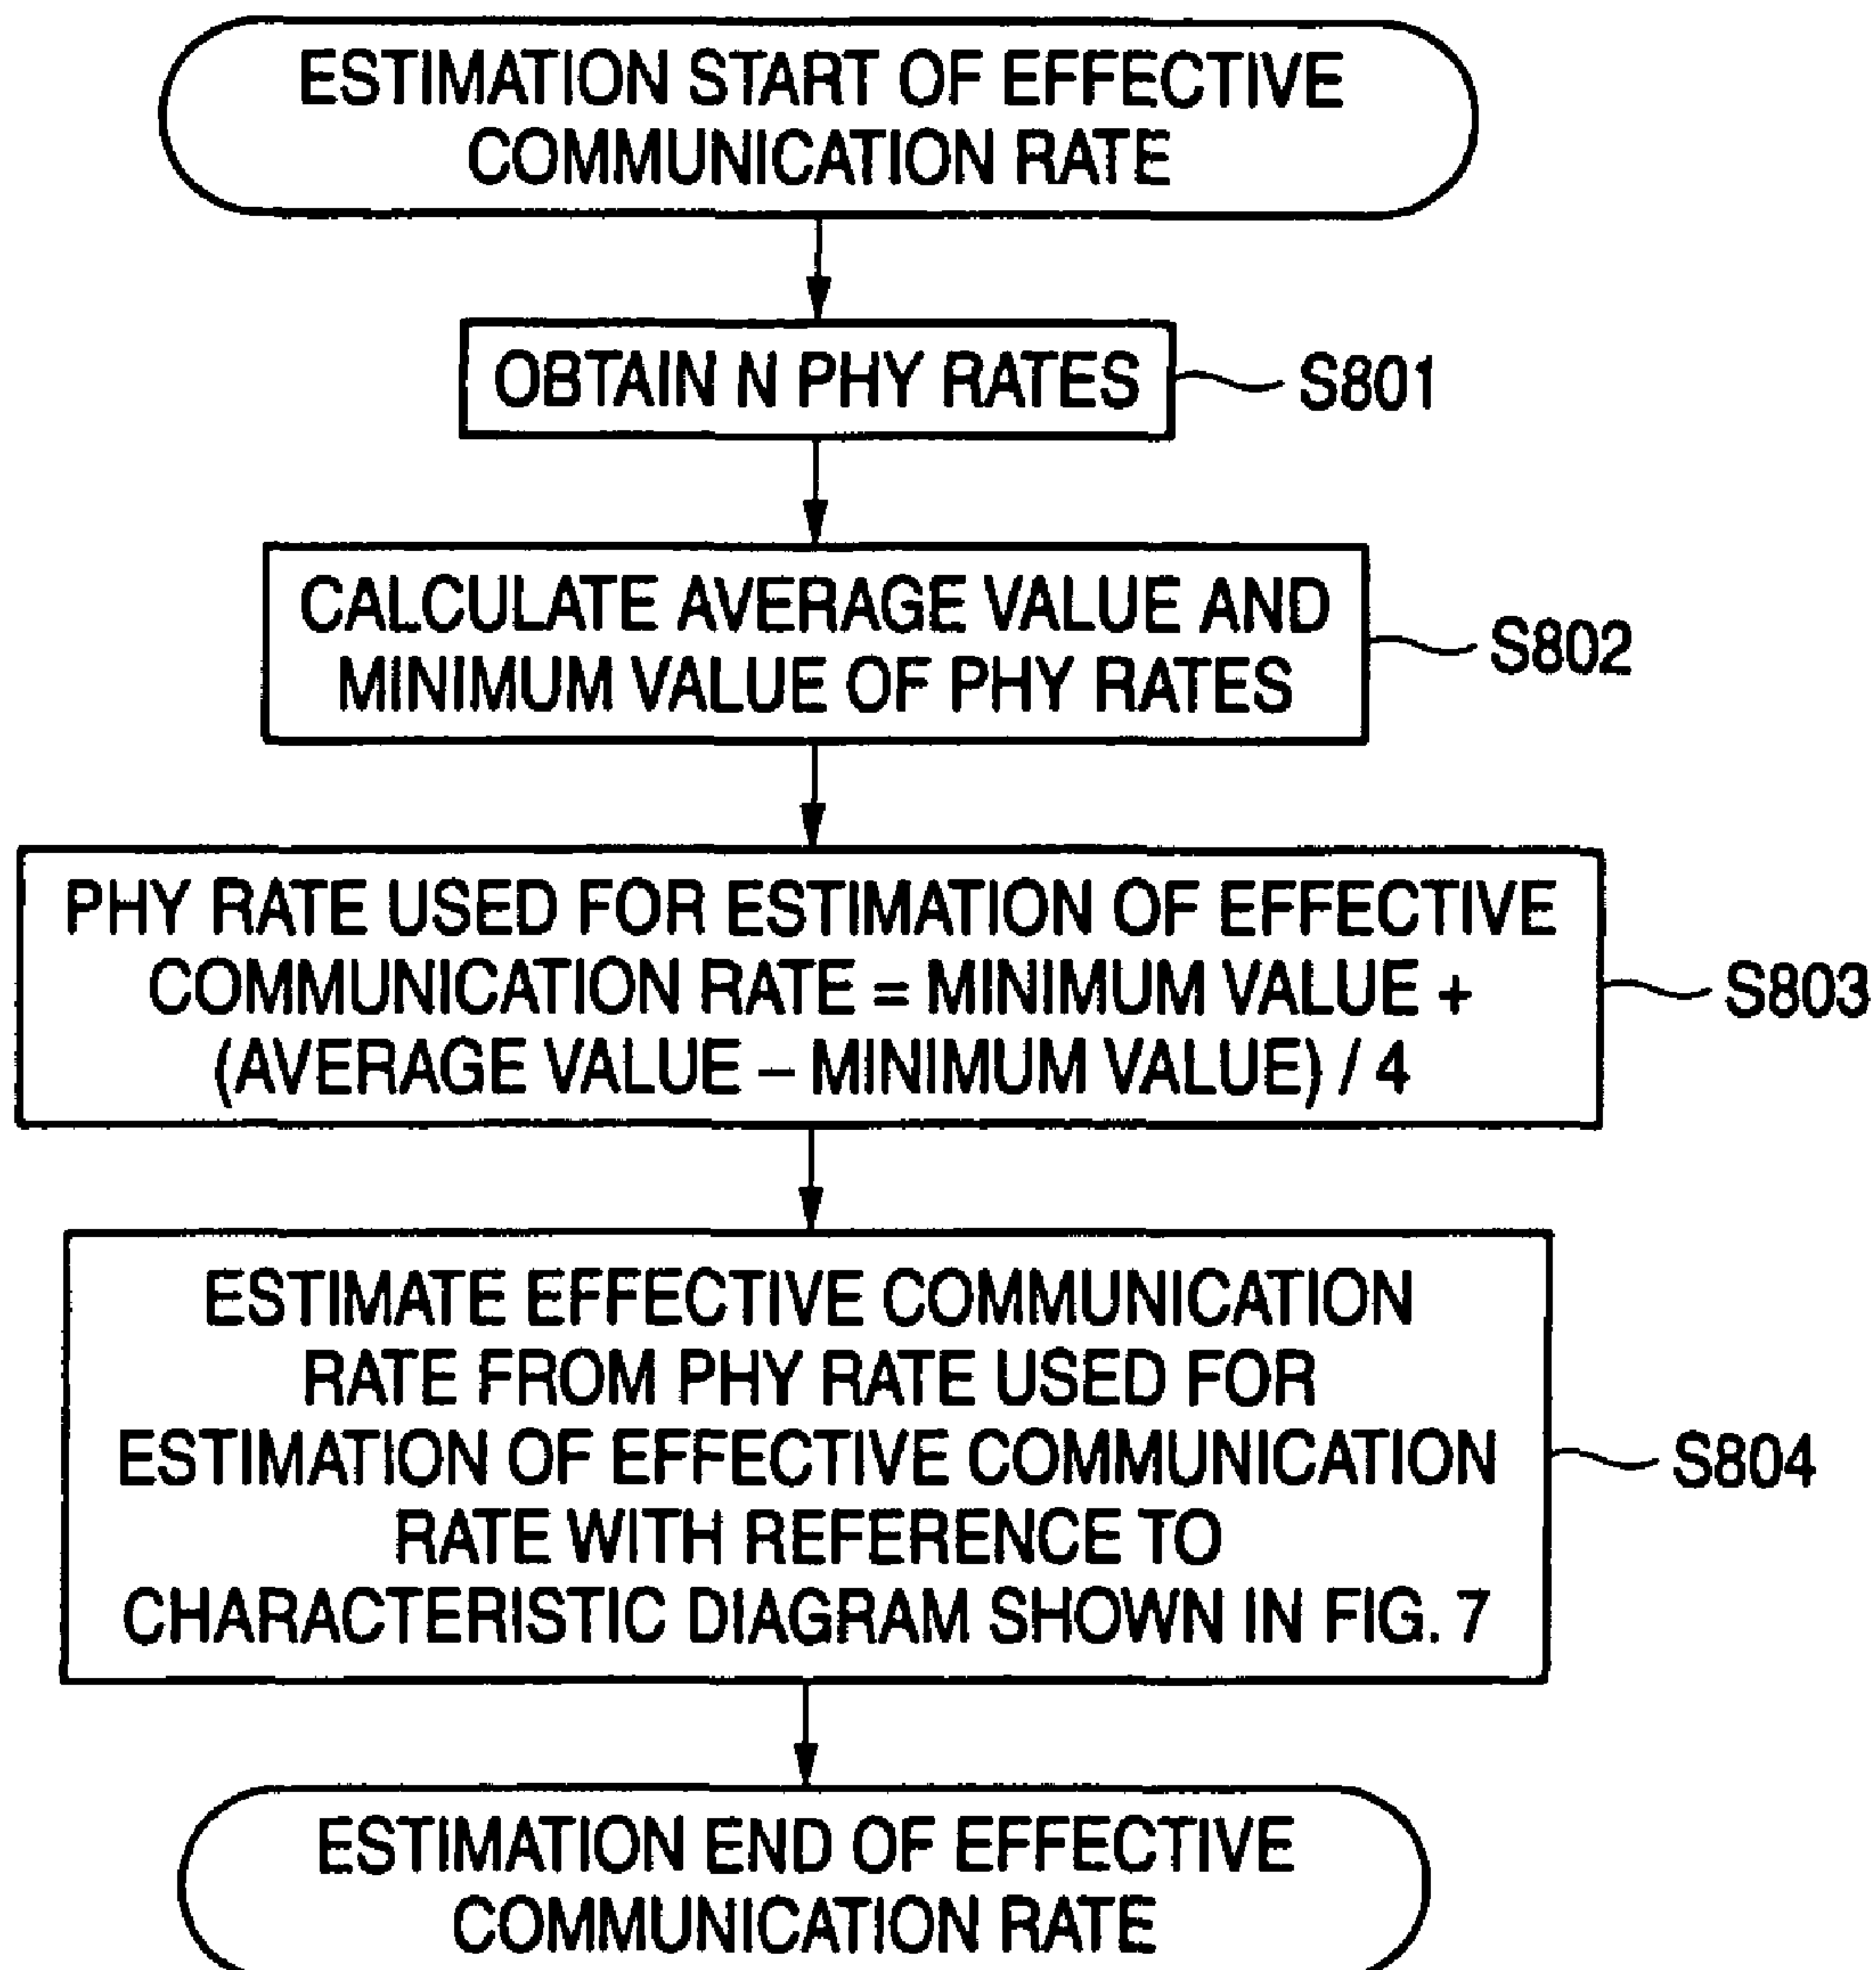 ESTIMATION START OF EFFECTIVE
COMMUNICATION RATE
OBTAIN N PHY RATES
S801
CALCULATE AVERAGE VALUE AND
MINIMUM VALUE OF PHY RATES
S802
PHY RATE USED FOR ESTIMATION OF EFFECTIVE
COMMUNICATION RATE = MINIMUM VALUE +
(AVERAGE VALUE – MINIMUM VALUE) / 4
S803
ESTIMATE EFFECTIVE COMMUNICATION
RATE FROM PHY RATE USED FOR
ESTIMATION OF EFFECTIVE COMMUNICATION
RATE WITH REFERENCE TO
CHARACTERISTIC DIAGRAM SHOWN IN FIG. 7
S804
ESTIMATION END OF EFFECTIVE
COMMUNICATION RATE